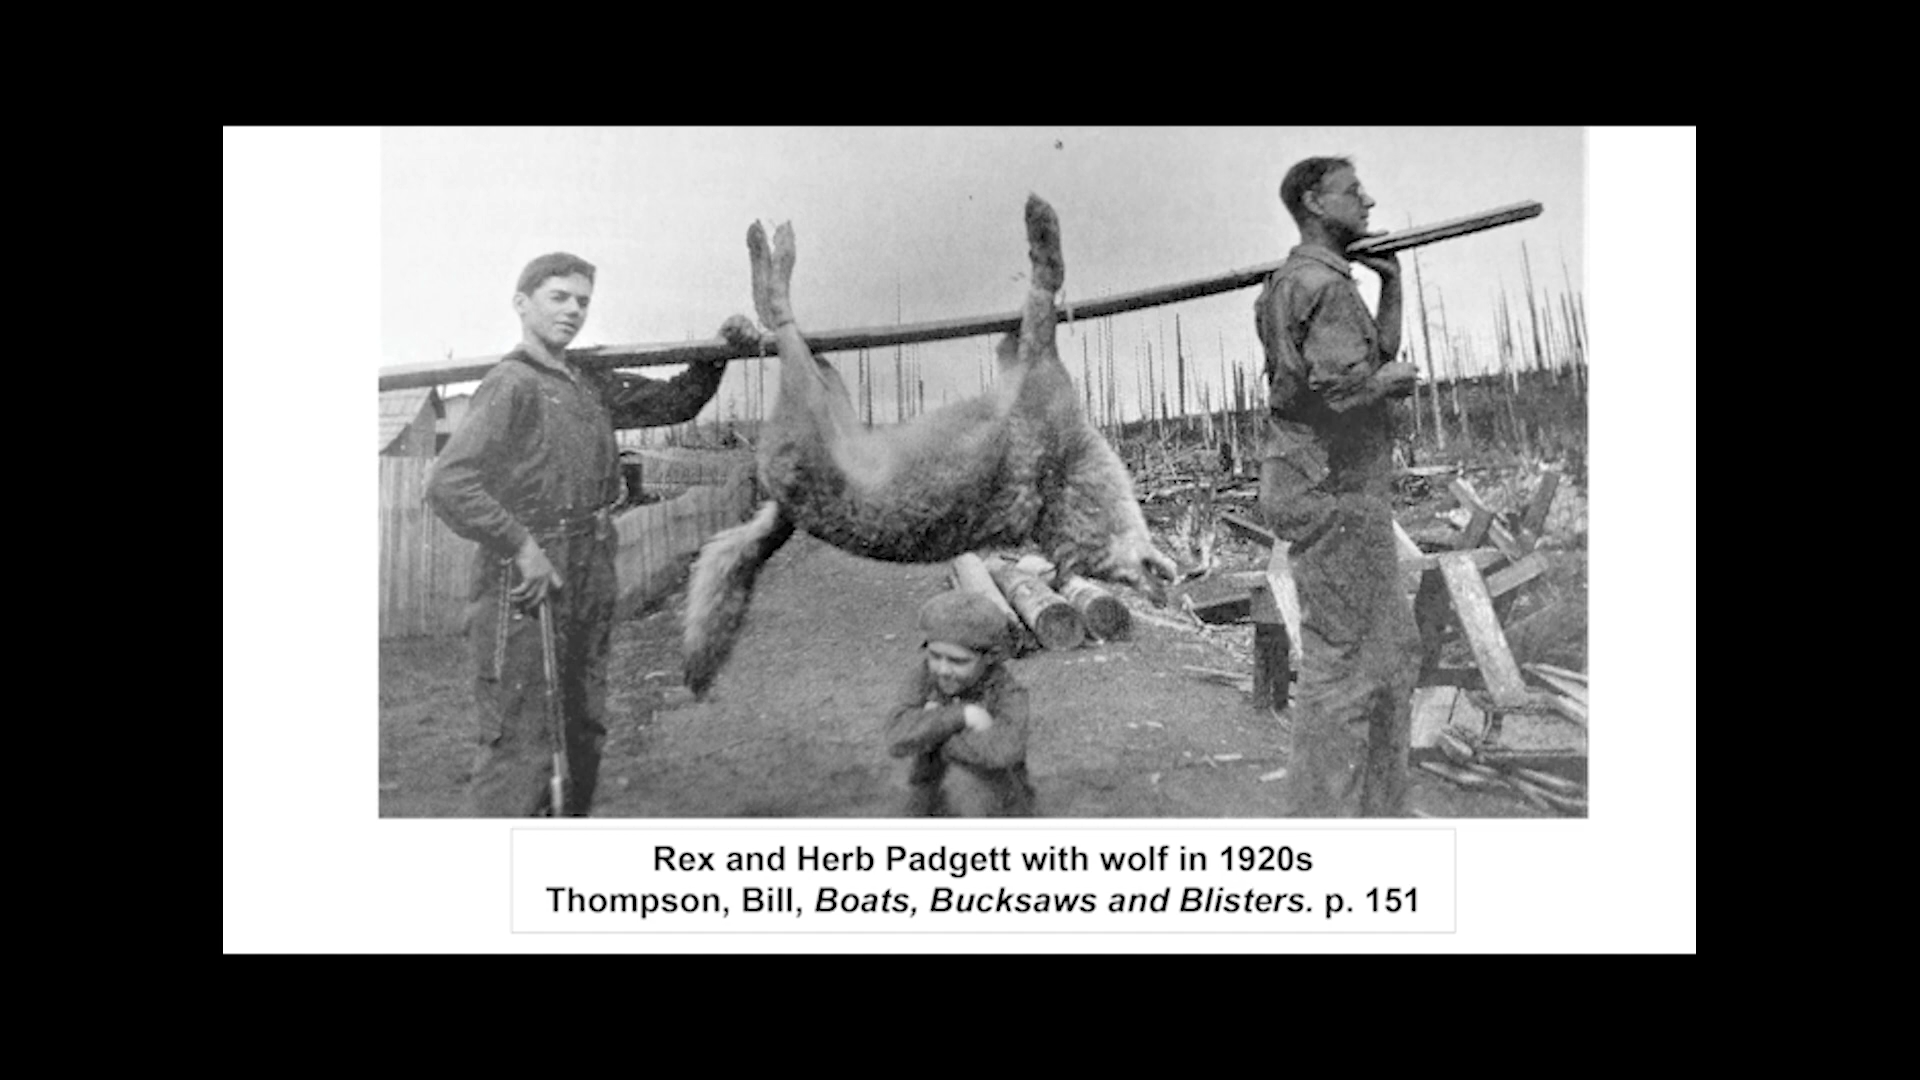 Rex and Herb Padgett with wolf in 1920s
Thompson, Bill, Boats, Bucksaws and Blisters. p. 151